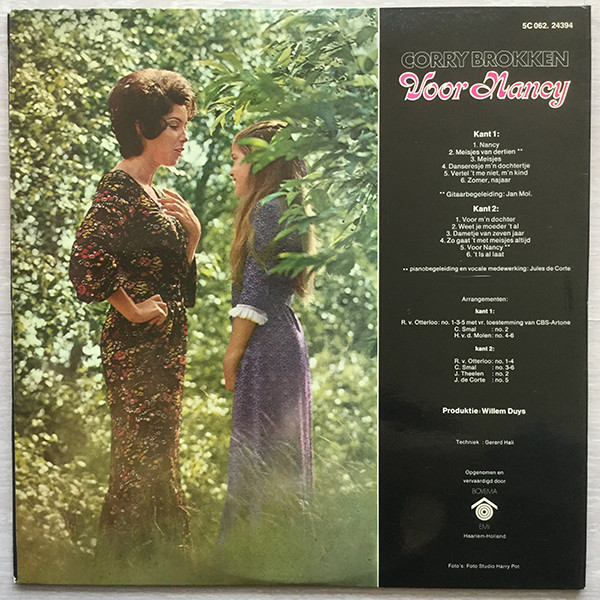 5C 062. 24394
CORRY BROKKEN
Voor Nancy
Kant 1:
1. Nancy
2. Meisjes van dertien **
3. Meisjes
4. Danseresje m'n dochtertje
5. Vertel 't me niet, m'n kind
6. Zomer, najaar
** Gitaarbegeleiding: Jan Mol.
Kant 2:
1. Voor m'n dochter
2. Weet je moeder 't al
3. Dametje van zeven jaar
4. Zo gaat 't met meisjes altijd
5. Voor Nancy **
6. 't Is al laat
** pianobegeleiding en vocale medewerking: Jules de Corte
Arrangementen:
kant 1:
R. v. Otterloo: no. 1-3-5 met vr. toestemming van CBS-Artone
C. Smal : no. 2
H. v. d. Molen : no. 4-6
kant 2:
R. v. Otterloo: no. 1-4
C. Smal : no. 3-6
J. Theelen : no. 2
J. de Corte : no. 5
Produktie: Willem Duys
Techniek : Gererd Hall
Opgenomen en
vervaardigd door
BOVEMA
EMI
Haarlem-Holland.
Foto's: Foto Studio Harry Pot